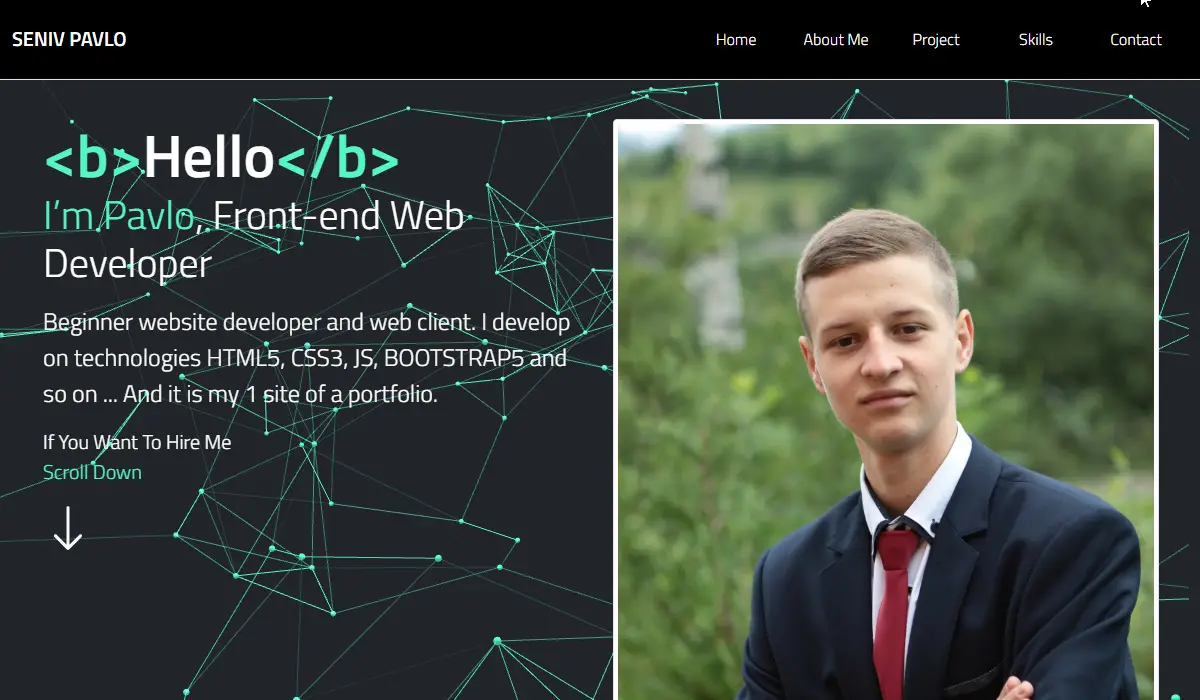 SENIV PAVLO
Home
About Me
Project
Skills
Contact
<b>Hello</b>
I’m Pavlo, Front-end Web
Developer
Beginner website developer and web client. I develop
on technologies HTML5, CSS3, JS, BOOTSTRAP5 and
so on ... And it is my 1 site of a portfolio.
If You Want To Hire Me
Scroll Down